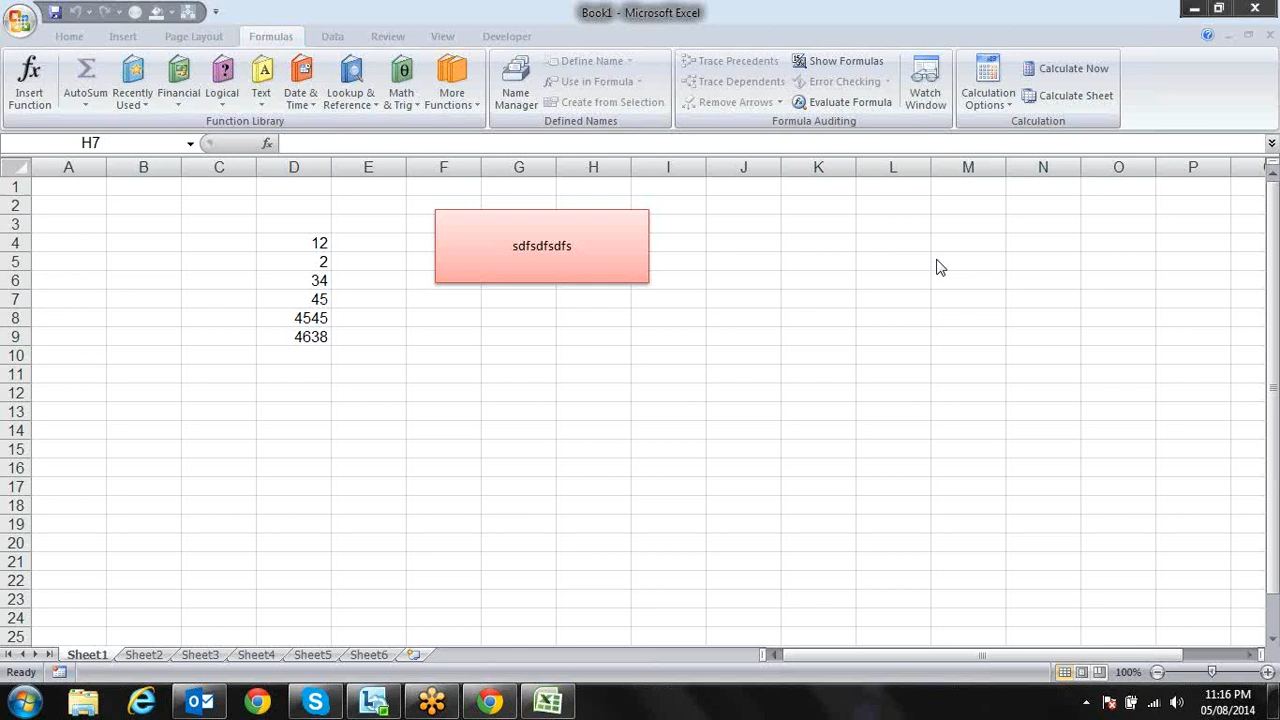 Book1 - Microsoft Excel
Home Insert Page Layout Formulas Data Review View Developer
fx Insert Function
Σ AutoSum
Recently Used
Financial
Logical
A Text
Date & Time
Lookup & Reference
θ Math & Trig
More Functions
Function Library
Name Manager
Define Name
Use in Formula
Create from Selection
Defined Names
Trace Precedents
Trace Dependents
Remove Arrows
Show Formulas
Error Checking
Evaluate Formula
Formula Auditing
Watch Window
Calculation Options
Calculate Now
Calculate Sheet
Calculation
H7 fx
A B C D E F G H I J K L M N O P
1
2
3
4 12
sdfsdfsdfs
5 2
6 34
7 45
8 4545
9 4638
10
11
12
13
14
15
16
17
18
19
20
21
22
23
24
25
Sheet1 Sheet2 Sheet3 Sheet4 Sheet5 Sheet6
Ready 100%
11:16 PM
05/08/2014